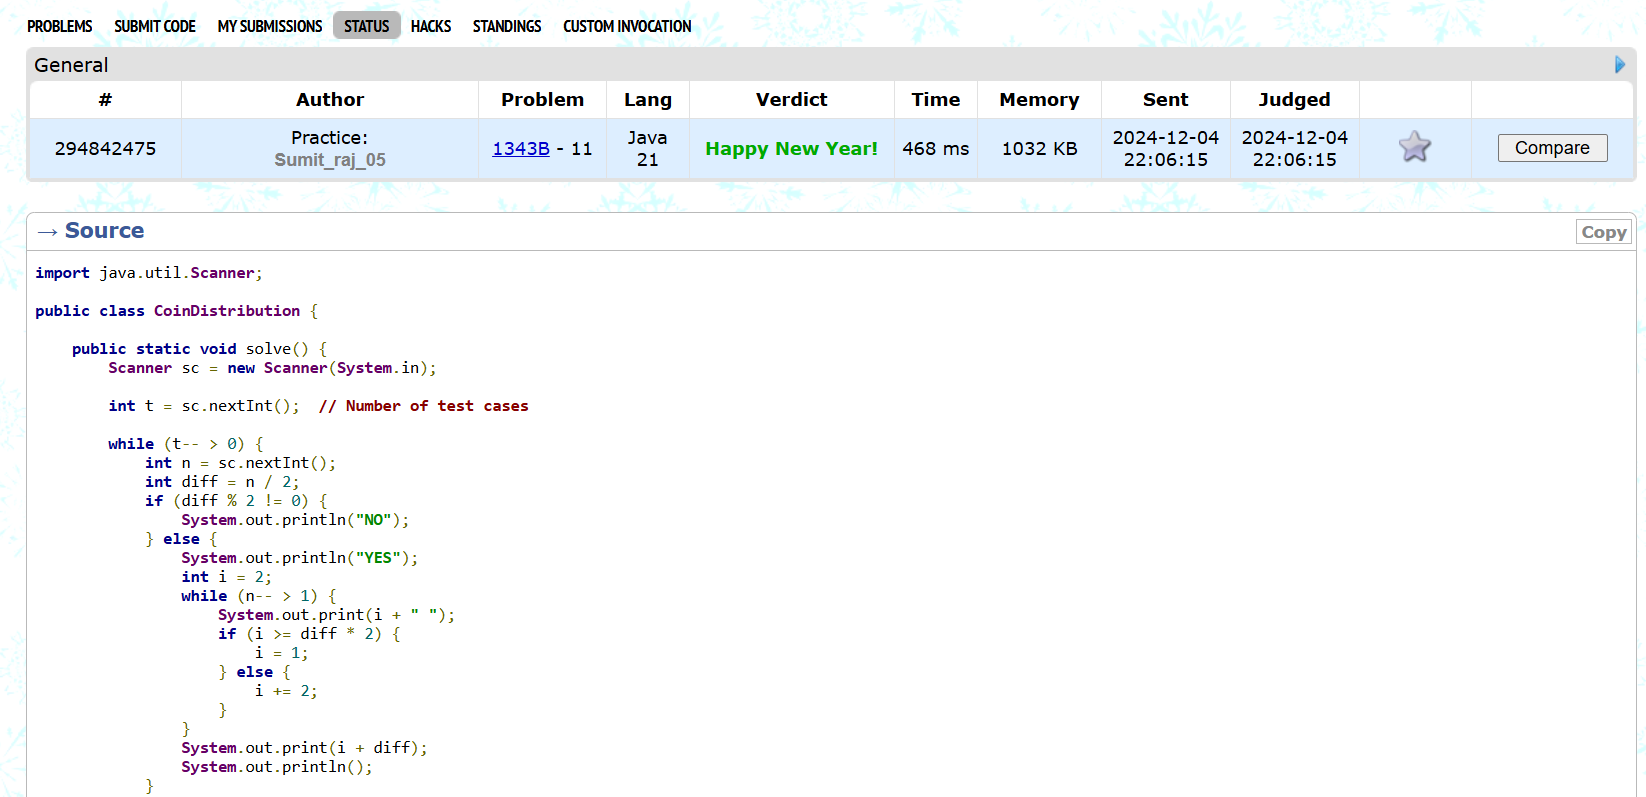 PROBLEMS SUBMIT CODE MY SUBMISSIONS STATUS HACKS STANDINGS CUSTOM INVOCATION
General
# Author Problem Lang Verdict Time Memory Sent Judged
294842475 Practice: Sumit_raj_05 1343B - 11 Java 21 Happy New Year! 468 ms 1032 KB 2024-12-04 22:06:15 2024-12-04 22:06:15 Compare
→ Source Copy
import java.util.Scanner;
public class CoinDistribution {
public static void solve() {
Scanner sc = new Scanner(System.in);
int t = sc.nextInt(); // Number of test cases
while (t-- > 0) {
int n = sc.nextInt();
int diff = n / 2;
if (diff % 2 != 0) {
System.out.println("NO");
} else {
System.out.println("YES");
int i = 2;
while (n-- > 1) {
System.out.print(i + " ");
if (i >= diff * 2) {
i = 1;
} else {
i += 2;
}
}
System.out.print(i + diff);
System.out.println();
}